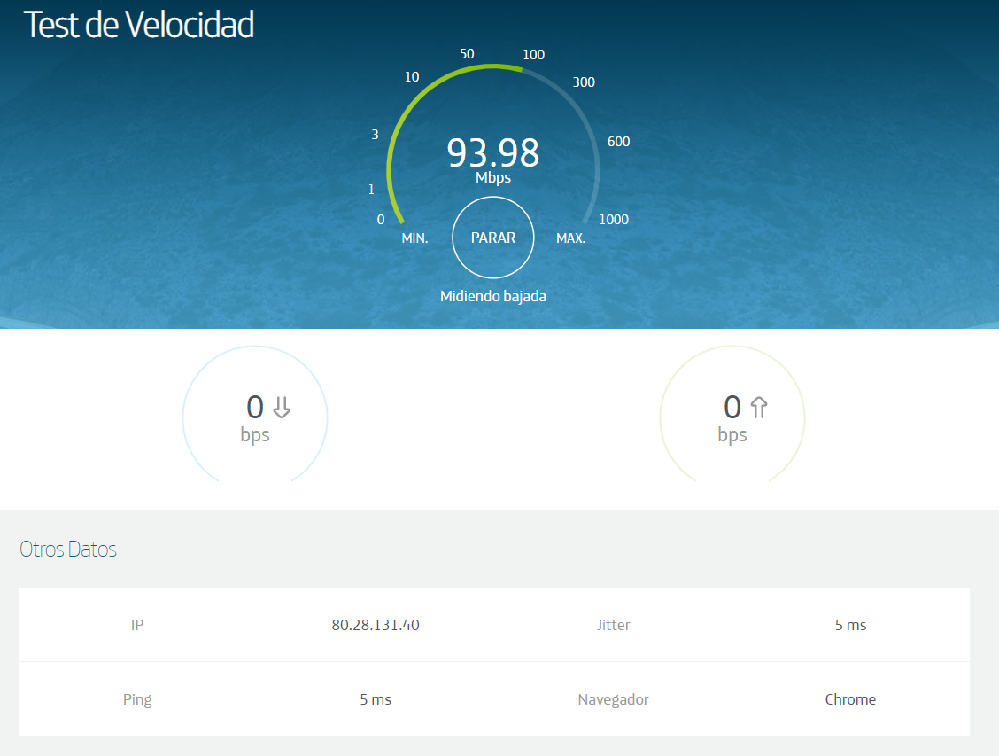 Test de Velocidad
50
100
10
300
3
600
93.98
Mbps
1
0
1000
MIN.
PARAR
MAX.
Midiendo bajada
0
bps
0
bps
Otros Datos
IP
80.28.131.40
Jitter
5 ms
Ping
5 ms
Navegador
Chrome